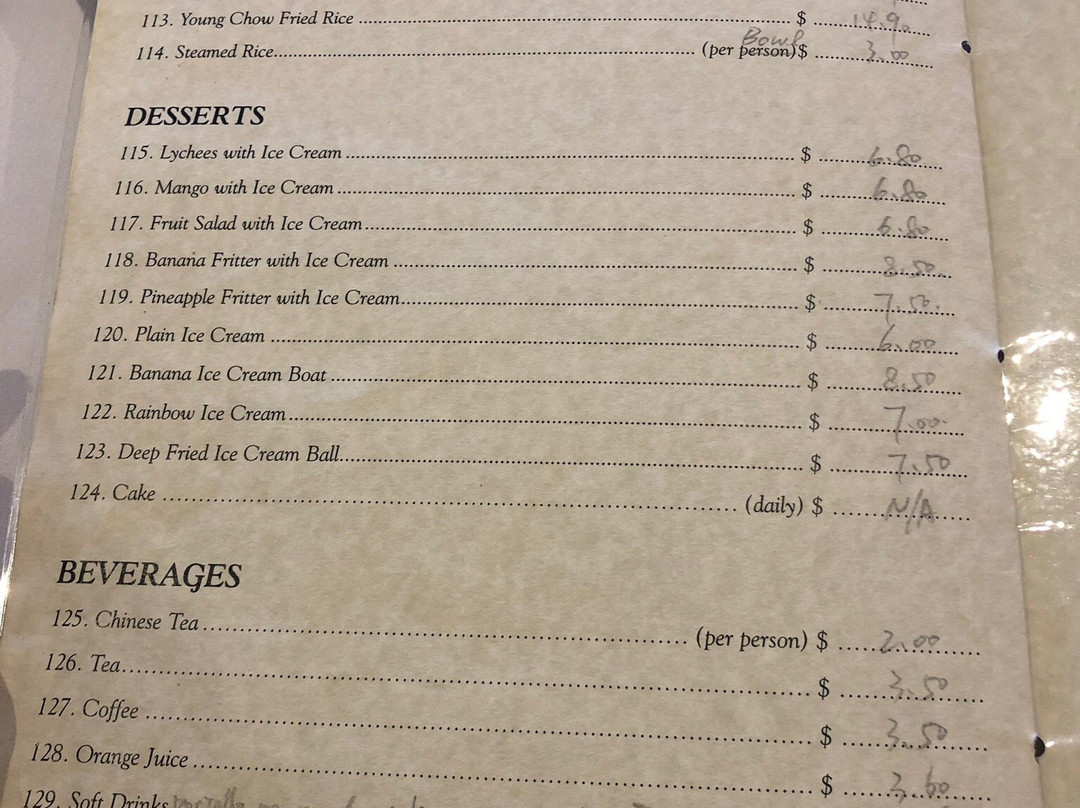 113. Young Chow Fried Rice $ 14.90
Bowl
114. Steamed Rice (per person) $ 3.00
DESSERTS
115. Lychees with Ice Cream $ 6.80
116. Mango with Ice Cream $ 6.80
117. Fruit Salad with Ice Cream $ 6.80
118. Banana Fritter with Ice Cream $ 8.50
119. Pineapple Fritter with Ice Cream $ 7.50
120. Plain Ice Cream $ 6.00
121. Banana Ice Cream Boat $ 8.50
122. Rainbow Ice Cream $ 7.00
123. Deep Fried Ice Cream Ball $ 7.50
124. Cake (daily) $ N/A
BEVERAGES
125. Chinese Tea (per person) $ 2.00
126. Tea $ 3.50
127. Coffee $ 3.50
128. Orange Juice $ 3.60
129. Soft Drinks